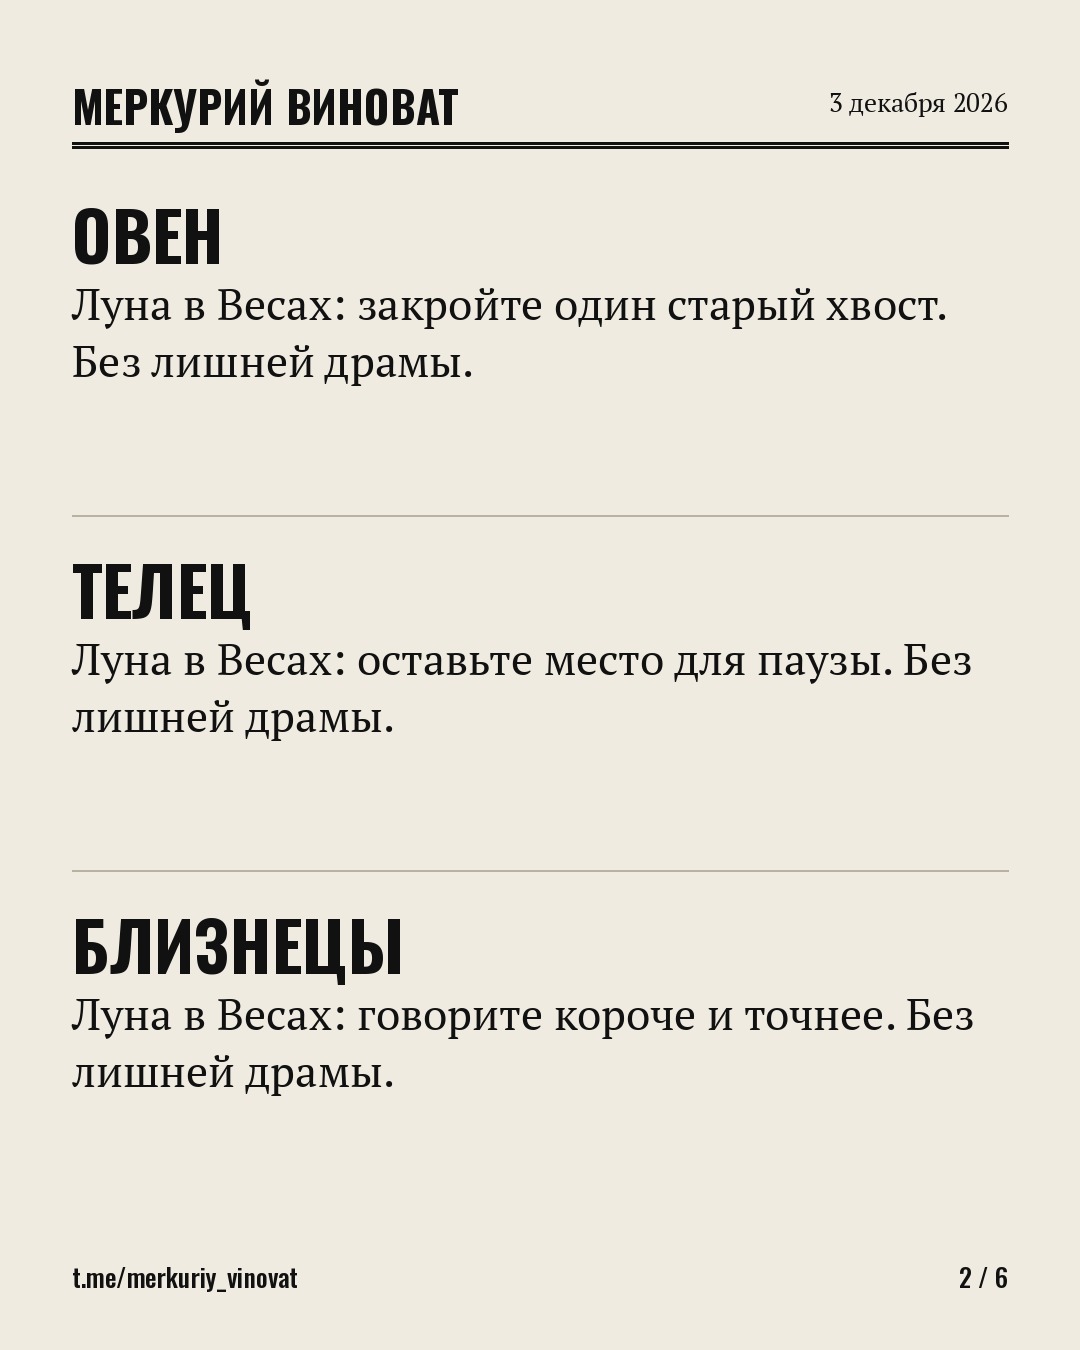 МЕРКУРИЙ ВИНОВАТ
3 декабря 2026
ОВЕН
Луна в Весах: закройте один старый хвост.
Без лишней драмы.
ТЕЛЕЦ
Луна в Весах: оставьте место для паузы. Без
лишней драмы.
БЛИЗНЕЦЫ
Луна в Весах: говорите короче и точнее. Без
лишней драмы.
t.me/merkuriy_vinovat
2 / 6